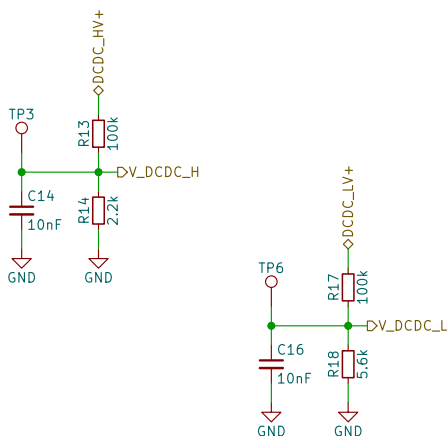 DCDC_HV+
TP3
R13
100k
V_DCDC_H
C14
10nF
R14
2.2k
GND
GND
DCDC_LV+
TP6
R17
100k
V_DCDC_L
C16
10nF
R18
5.6k
GND
GND